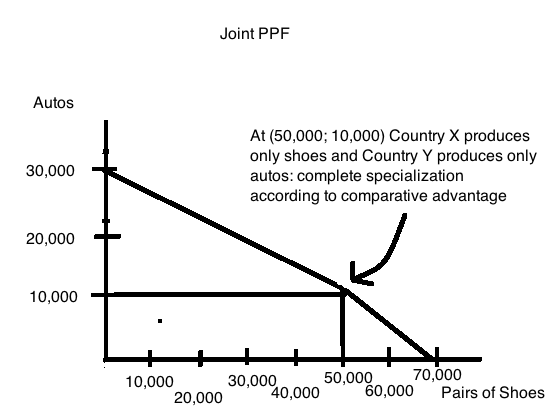 Joint PPF
Autos
At (50,000; 10,000) Country X produces
only shoes and Country Y produces only
autos: complete specialization
according to comparative advantage
30,000
20,000
10,000
10,000
20,000
30,000
40,000
50,000
60,000
70,000
Pairs of Shoes